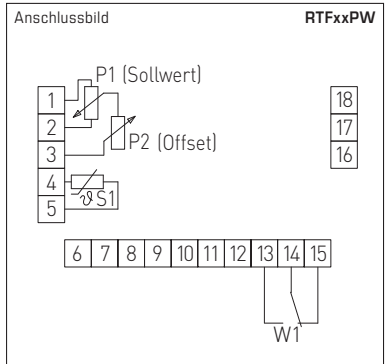 Anschlussbild RTFxxPW
P1 (Sollwert)
1
2
3
4
5
P2 (Offset)
ϑ S1
18
17
16
6 7 8 9 10 11 12 13 14 15
W1